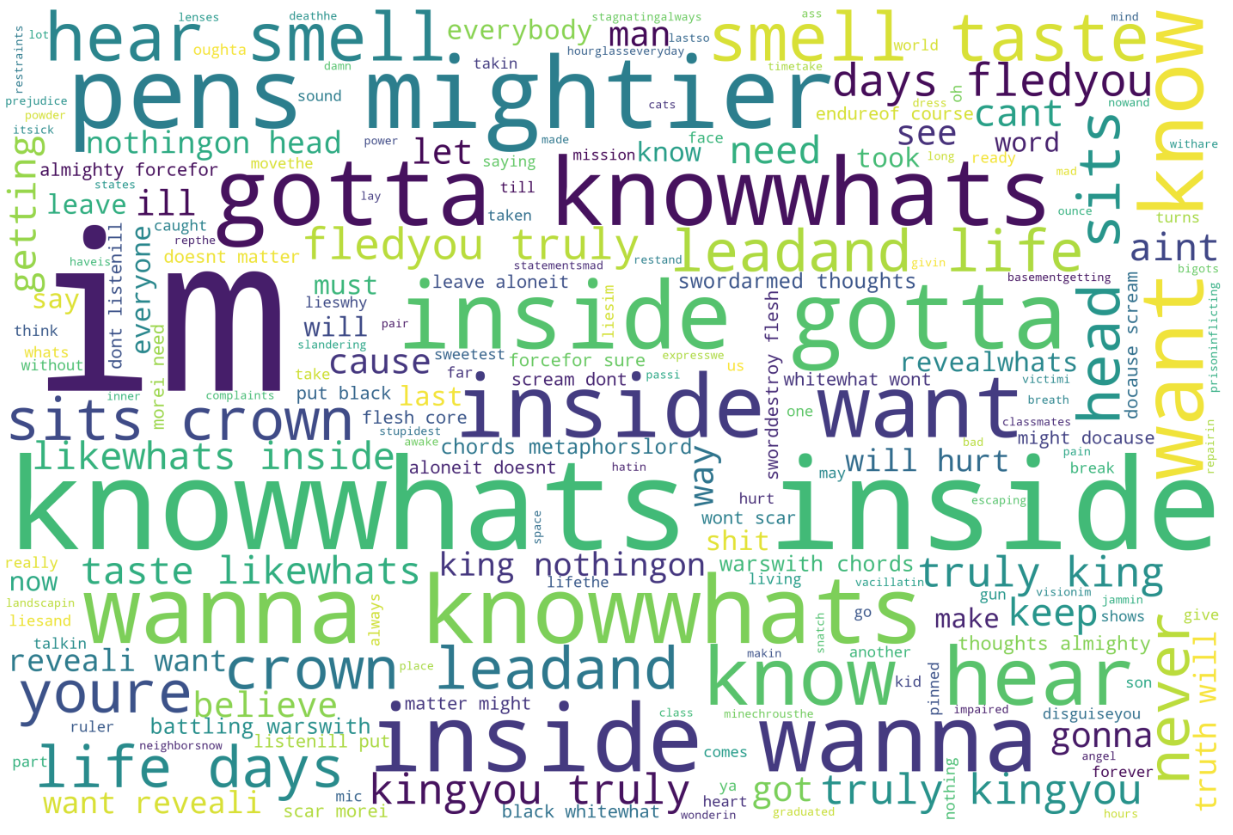 hear smell
everybody
man
smell taste
want know
pens mightier
days fledyou
gotta knowwhats
im
inside gotta
fledyou truly
leadand life
head sits
inside want
sits crown
knowwhats inside
wanna knowwhats
know hear
crown leadand
inside wanna
life days
kingyou truly
truly kingyou
truly king
king nothingon
taste likewhats
likewhats inside
nothingon head
restraints
lot
lenses
deathhe
oughta
stagnatingalways
lastso
hourglasseveryday
ass
mind
world
damn
takin
timetake
oh
dress
endureof course
cant
nowand
withare
prejudice
powder
itsick
sound
cats
see
word
power
made
face
need
let
saying
mission
know
took
long
ready
mad
almighty forcefor
movethe
states
leave
ill
till
taken
lay
ounce
turns
getting
caught
repthe
haveis
doesnt matter
everyone
dont listenill
say
think
whats
without
must
leave aloneit
statementsmad
restand
givin
basementgetting
aint
bigots
swordarmed thoughts
lieswhy
liesim
pair
will
slandering
cause
sweetest
far
forcefor sure
expresswe
us
sworddestroy flesh
revealwhats
docause scream
prisoninflicting
morei need
inner
complaints
take
put black
last
scream dont
passi
whitewhat wont
one
victimi
breath
classmates
might docause
flesh core
stupidest
awake
chords metaphorslord
bad
pain
repairin
aloneit doesnt
hatin
way
may
will hurt
break
hurt
escaping
space
wont scar
shit
warswith chords
really
now
landscapin
liesand
lifethe
living
vacillatin
gun
visionim
jammin
keep
shows
never
give
talkin
always
snatch
go
make
thoughts almighty
reveali want
place
makin
another
kid
pinned
son
truth will
youre
believe
matter might
impaired
disguiseyou
ruler
battling warswith
class
minechrousthe
neighborsnow
listenill put
comes
gonna
angel
forever
part
want reveali
scar morei
mic
black whitewhat
ya
heart
wonderin
got
graduated
nothing
hours